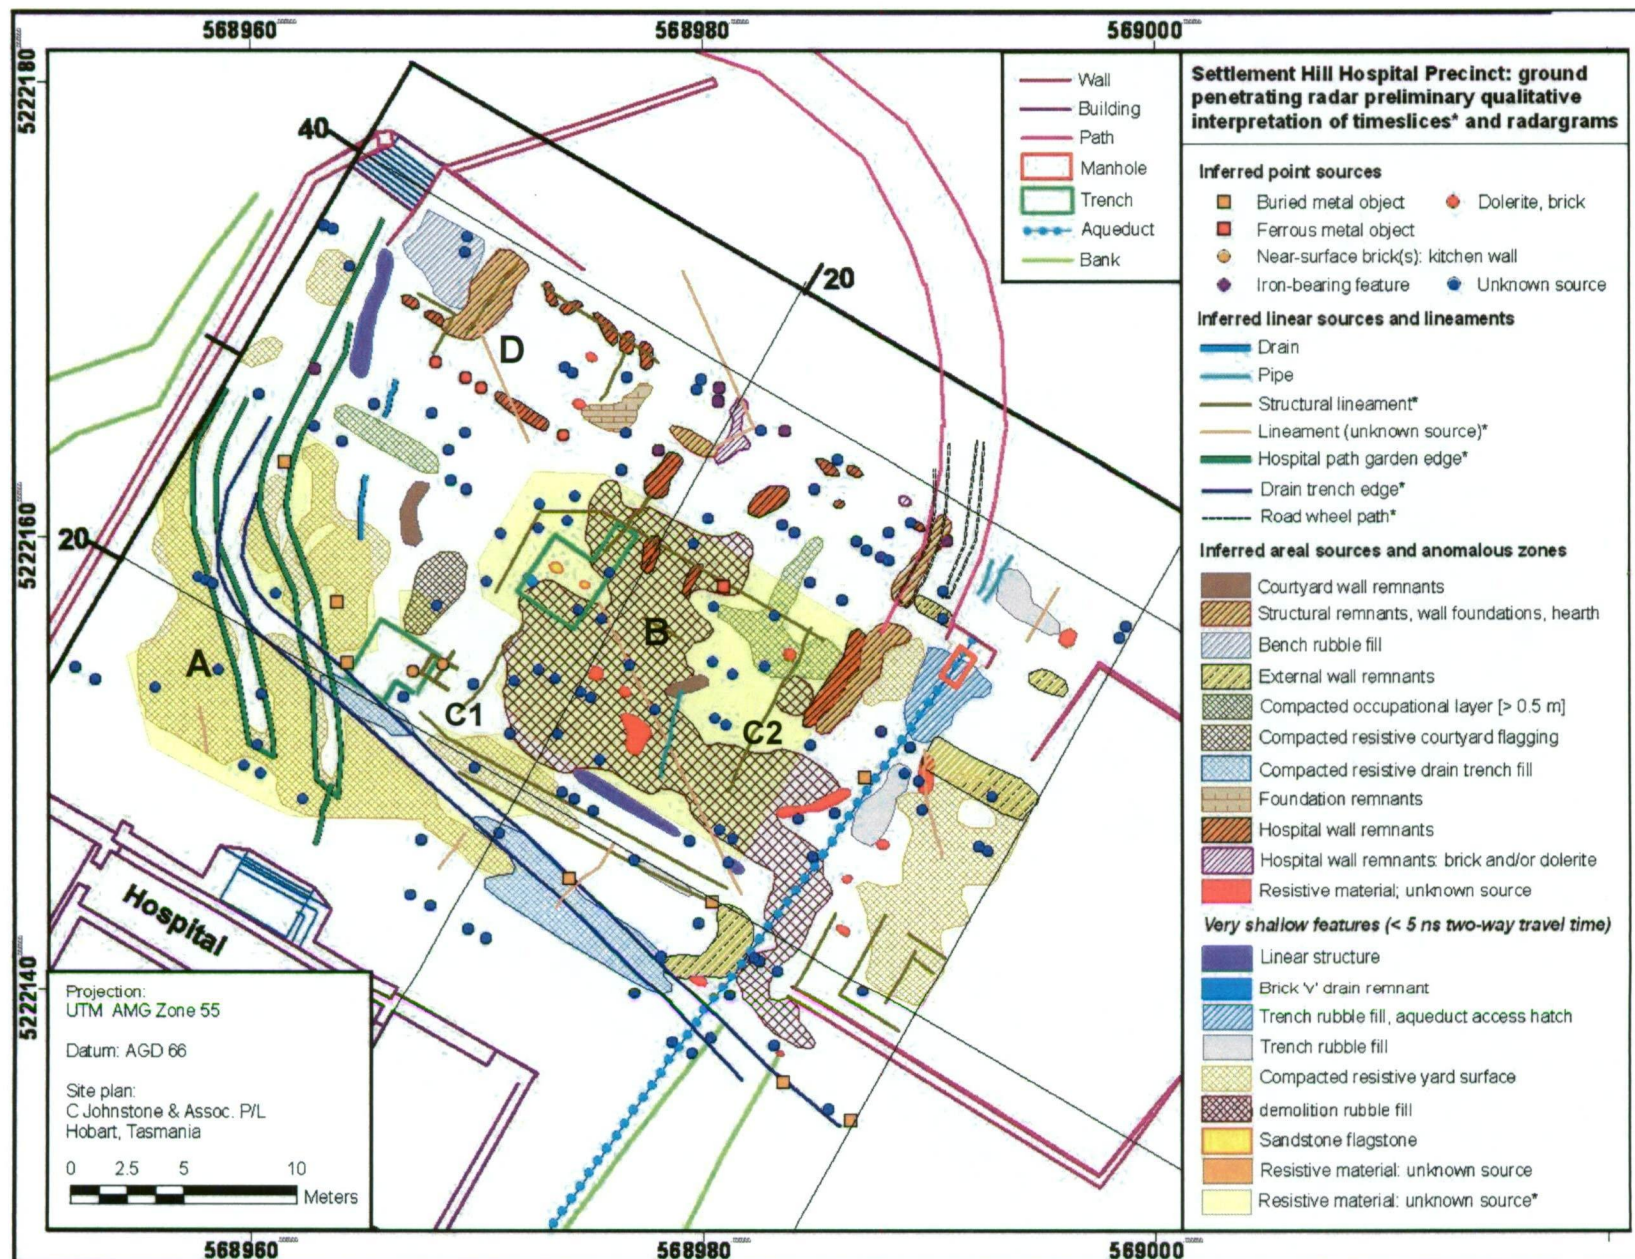 568960
568980
569000
5222180
5222160
5222140
40
20
20
D
A
B
C1
C2
Hospital
Wall
Building
Path
Manhole
Trench
Aqueduct
Bank
Settlement Hill Hospital Precinct: ground
penetrating radar preliminary qualitative
interpretation of timeslices* and radargrams
Inferred point sources
Buried metal object
Dolerite, brick
Ferrous metal object
Near-surface brick(s): kitchen wall
Iron-bearing feature
Unknown source
Inferred linear sources and lineaments
Drain
Pipe
Structural lineament*
Lineament (unknown source)*
Hospital path garden edge*
Drain trench edge*
Road wheel path*
Inferred areal sources and anomalous zones
Courtyard wall remnants
Structural remnants, wall foundations, hearth
Bench rubble fill
External wall remnants
Compacted occupational layer [> 0.5 m]
Compacted resistive courtyard flagging
Compacted resistive drain trench fill
Foundation remnants
Hospital wall remnants
Hospital wall remnants: brick and/or dolerite
Resistive material; unknown source
Very shallow features (< 5 ns two-way travel time)
Linear structure
Brick 'v' drain remnant
Trench rubble fill, aqueduct access hatch
Trench rubble fill
Compacted resistive yard surface
demolition rubble fill
Sandstone flagstone
Resistive material: unknown source
Resistive material: unknown source*
Projection:
UTM AMG Zone 55
Datum: AGD 66
Site plan:
C Johnstone & Assoc. P/L
Hobart, Tasmania
0 2.5 5 10
Meters
568960
568980
569000